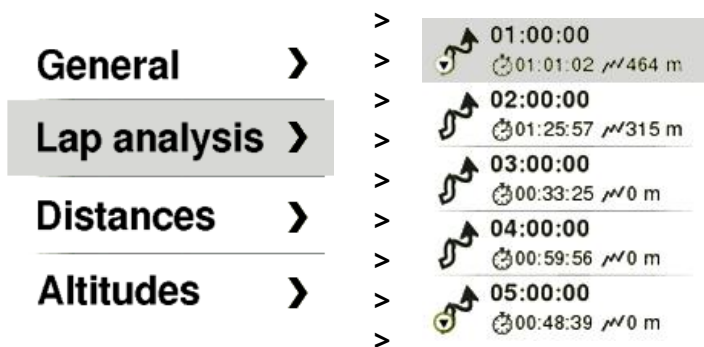 General ❯
Lap analysis ❯
Distances ❯
Altitudes ❯
>
>
>
>
>
>
>
>
>
01:00:00
01:01:02 464 m
02:00:00
01:25:57 315 m
03:00:00
00:33:25 0 m
04:00:00
00:59:56 0 m
05:00:00
00:48:39 0 m